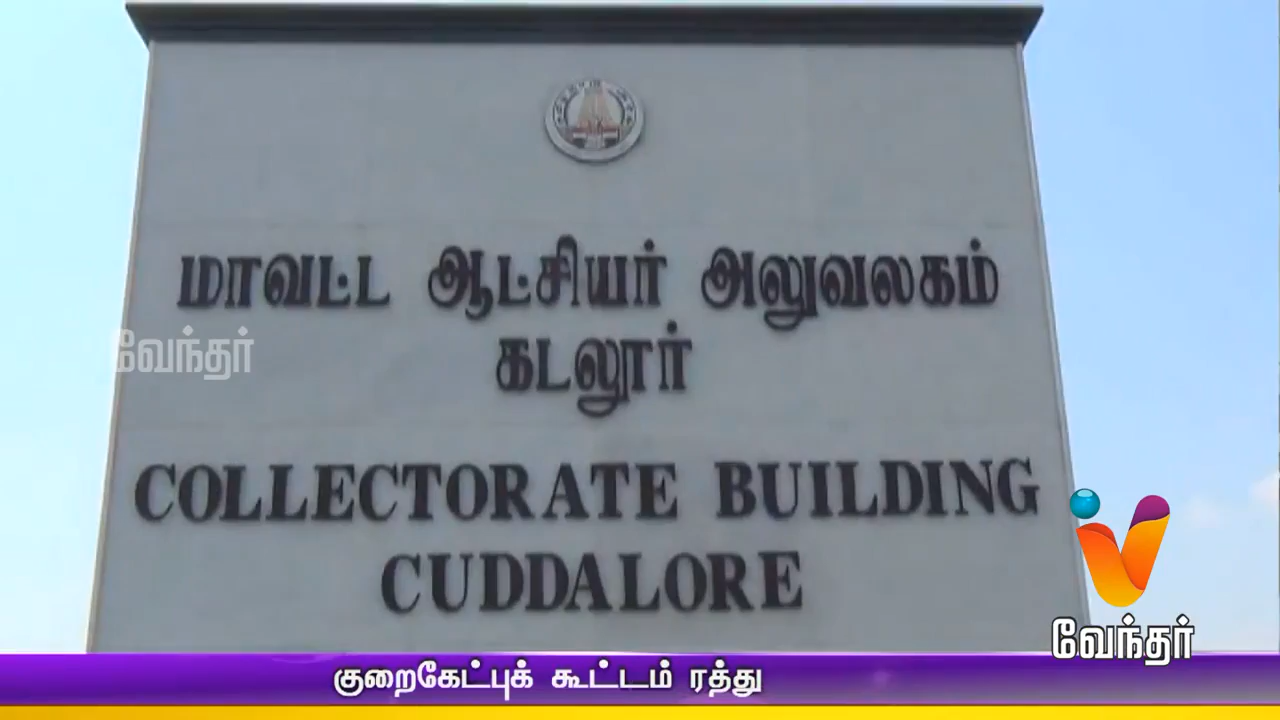 மாவட்ட ஆட்சியர் அலுவலகம்
கடலூர்
வேந்தர்
COLLECTORATE BUILDING
CUDDALORE
வேந்தர்
குறைகேட்புக் கூட்டம் ரத்து